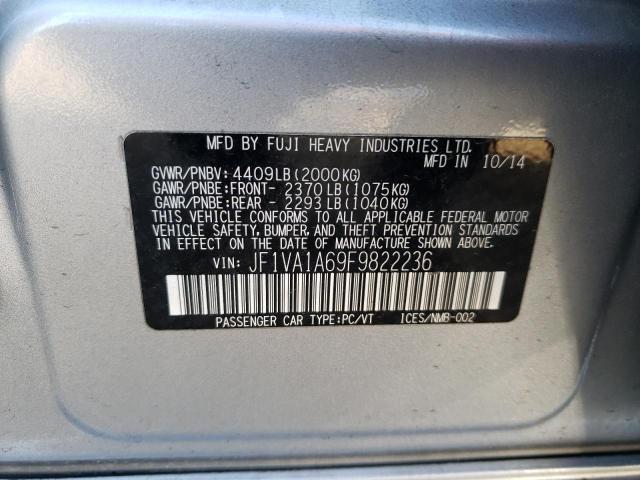 MFD BY FUJI HEAVY INDUSTRIES LTD.
MFD IN 10/14
GVWR/PNBV: 4409LB(2000KG)
GAWR/PNBE:FRONT- 2370LB(1075KG)
GAWR/PNBE:REAR - 2293LB(1040KG)
THIS VEHICLE CONFORMS TO ALL APPLICABLE FEDERAL MOTOR
VEHICLE SAFETY, BUMPER, AND THEFT PREVENTION STANDARDS
IN EFFECT ON THE DATE OF MANUFACTURE SHOWN ABOVE.
VIN: JF1VA1A69F9822236
PASSENGER CAR TYPE:PC/VT ICES/NMB-002